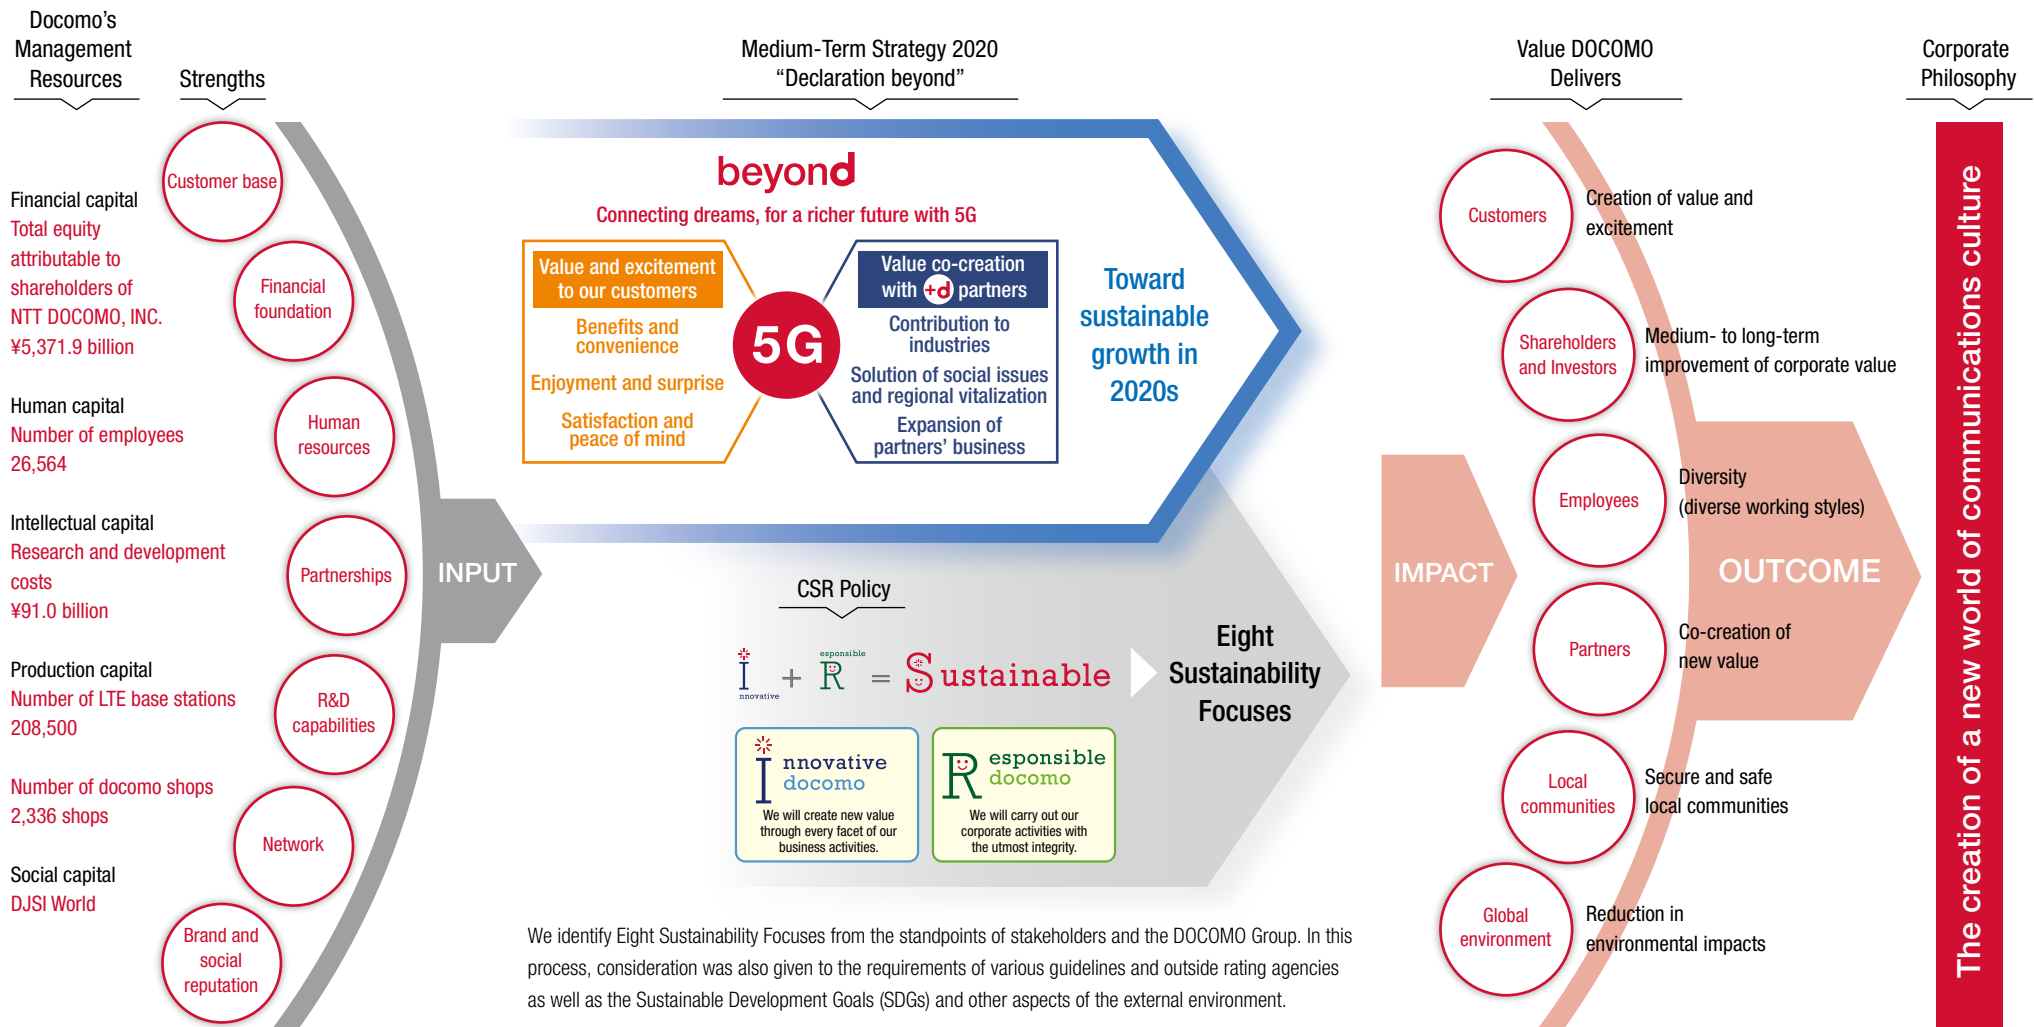 Docomo’s
Management
Resources
Strengths
Medium-Term Strategy 2020
“Declaration beyond”
Value DOCOMO
Delivers
Corporate
Philosophy
Financial capital
Total equity
attributable to
shareholders of
NTT DOCOMO, INC.
¥5,371.9 billion
Human capital
Number of employees
26,564
Intellectual capital
Research and development
costs
¥91.0 billion
Production capital
Number of LTE base stations
208,500
Number of docomo shops
2,336 shops
Social capital
DJSI World
Customer base
Financial
foundation
Human
resources
Partnerships
R&D
capabilities
Network
Brand and
social
reputation
INPUT
beyond
Connecting dreams, for a richer future with 5G
Value and excitement
to our customers
Benefits and
convenience
Enjoyment and surprise
Satisfaction and
peace of mind
5G
Value co-creation
with +d partners
Contribution to
industries
Solution of social issues
and regional vitalization
Expansion of
partners’ business
Toward
sustainable
growth in
2020s
CSR Policy
Innovative + Responsible = Sustainable
Eight
Sustainability
Focuses
Innovative
docomo
We will create new value
through every facet of our
business activities.
Responsible
docomo
We will carry out our
corporate activities with
the utmost integrity.
We identify Eight Sustainability Focuses from the standpoints of stakeholders and the DOCOMO Group. In this
process, consideration was also given to the requirements of various guidelines and outside rating agencies
as well as the Sustainable Development Goals (SDGs) and other aspects of the external environment.
IMPACT
Customers
Creation of value and
excitement
Shareholders
and Investors
Medium- to long-term
improvement of corporate value
Employees
Diversity
(diverse working styles)
Partners
Co-creation of
new value
Local
communities
Secure and safe
local communities
Global
environment
Reduction in
environmental impacts
OUTCOME
The creation of a new world of communications culture